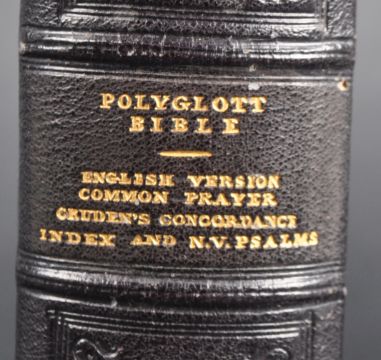 POLYGLOTT
BIBLE
ENGLISH VERSION
COMMON PRAYER
CRUDEN'S CONCORDANCE
INDEX AND N.V. PSALMS